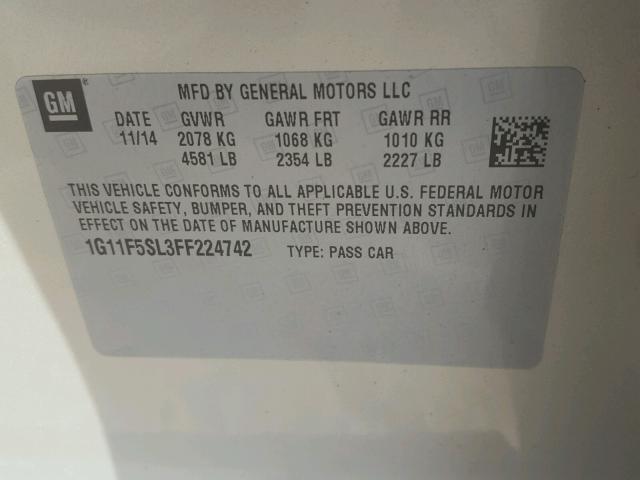 GM
MFD BY GENERAL MOTORS LLC
DATE GVWR GAWR FRT GAWR RR
11/14 2078 KG 1068 KG 1010 KG
4581 LB 2354 LB 2227 LB
THIS VEHICLE CONFORMS TO ALL APPLICABLE U.S. FEDERAL MOTOR
VEHICLE SAFETY, BUMPER, AND THEFT PREVENTION STANDARDS IN
EFFECT ON THE DATE OF MANUFACTURE SHOWN ABOVE.
1G11F5SL3FF224742 TYPE: PASS CAR